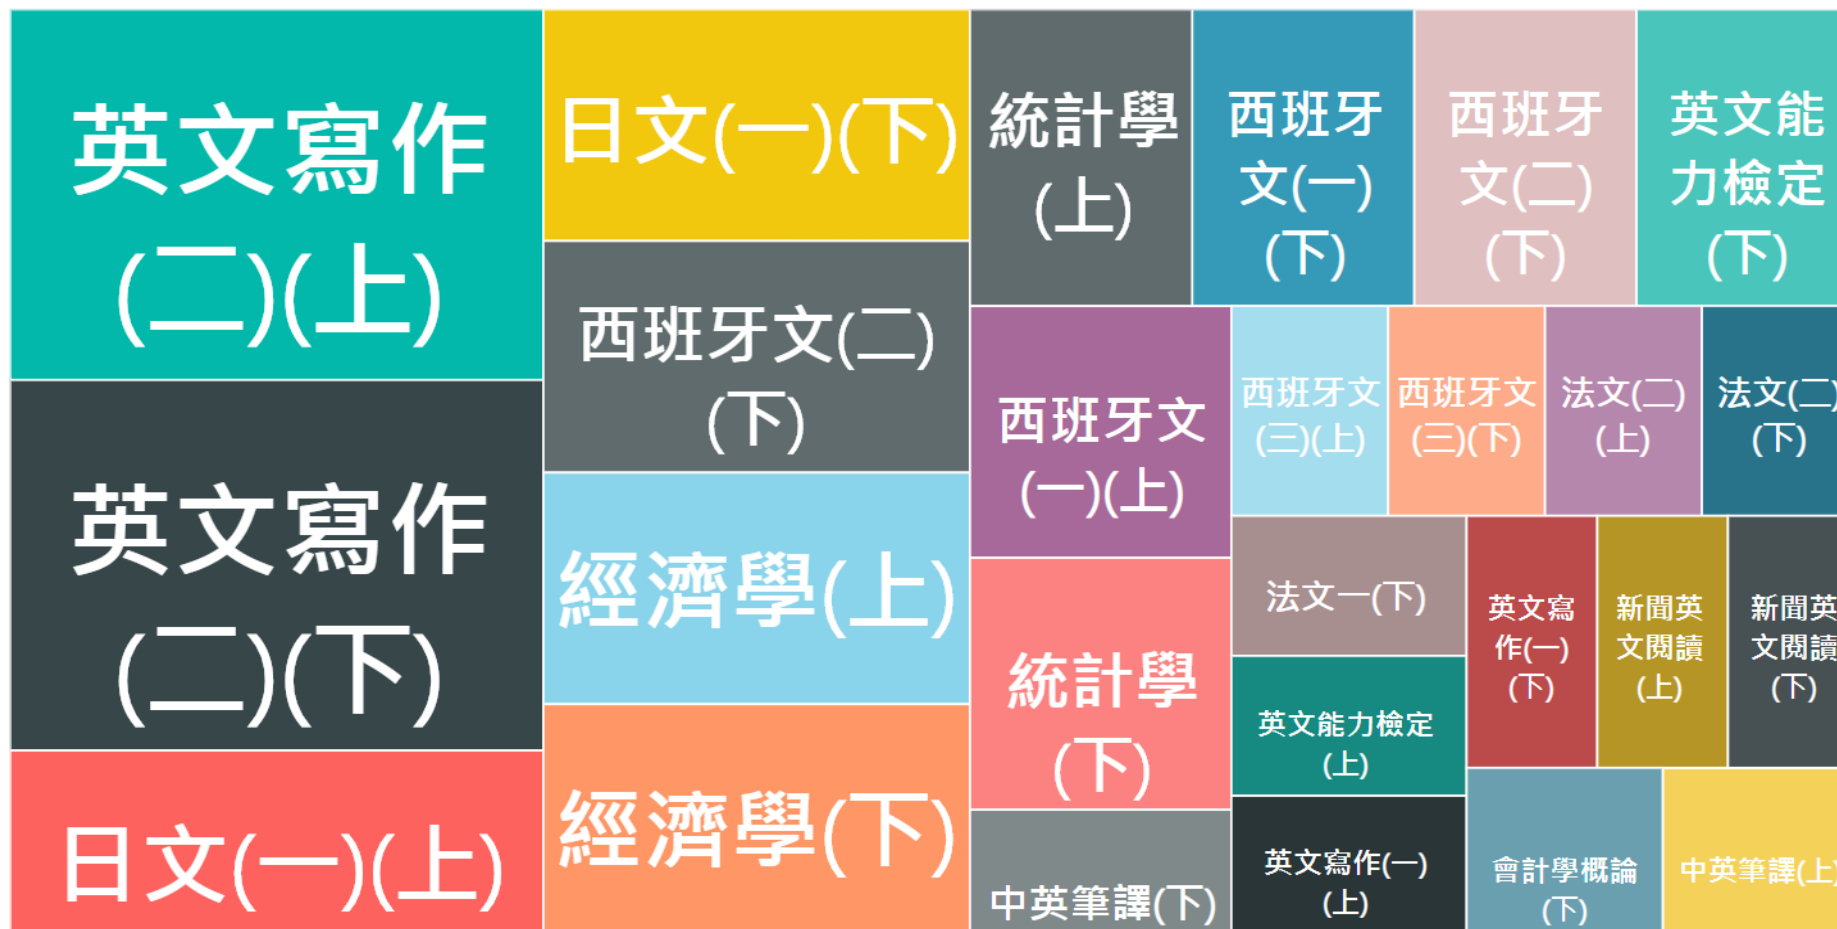 英文寫作
(二)(上)
英文寫作
(二)(下)
日文(一)(上)
日文(一)(下)
西班牙文(二)
(下)
經濟學(上)
經濟學(下)
統計學
(上)
西班牙
文(一)
(下)
西班牙
文(二)
(下)
英文能
力檢定
(下)
西班牙文
(一)(上)
統計學
(下)
中英筆譯(下)
西班牙文
(三)(上)
西班牙文
(三)(下)
法文(二)
(上)
法文(二)
(下)
法文一(下)
英文能力檢定
(上)
英文寫作(一)
(上)
英文寫
作(一)
(下)
新聞英
文閱讀
(上)
新聞英
文閱讀
(下)
會計學概論
(下)
中英筆譯(上)